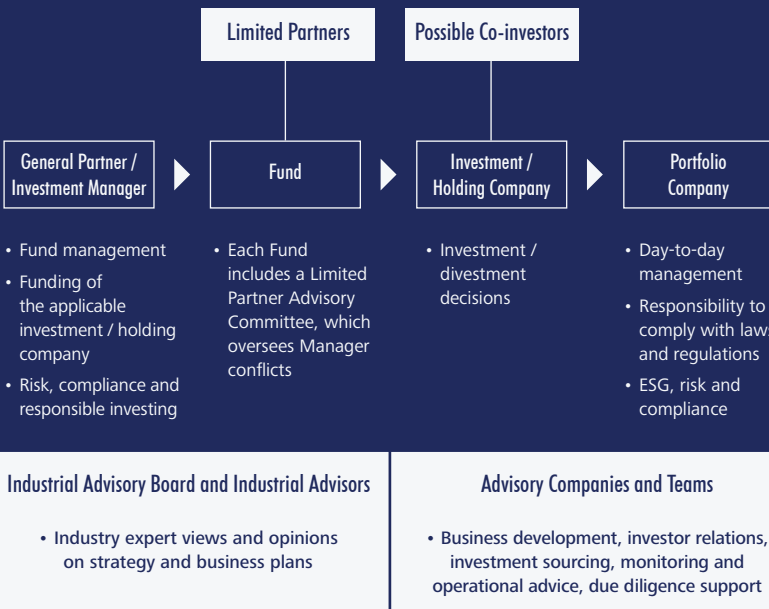 Limited Partners
Possible Co-investors
General Partner /
Investment Manager
Fund
Investment /
Holding Company
Portfolio
Company
• Fund management
• Funding of
the applicable
investment / holding
company
• Risk, compliance and
responsible investing
• Each Fund
includes a Limited
Partner Advisory
Committee, which
oversees Manager
conflicts
• Investment /
divestment
decisions
• Day-to-day
management
• Responsibility to
comply with laws
and regulations
• ESG, risk and
compliance
Industrial Advisory Board and Industrial Advisors
• Industry expert views and opinions
on strategy and business plans
Advisory Companies and Teams
• Business development, investor relations,
investment sourcing, monitoring and
operational advice, due diligence support